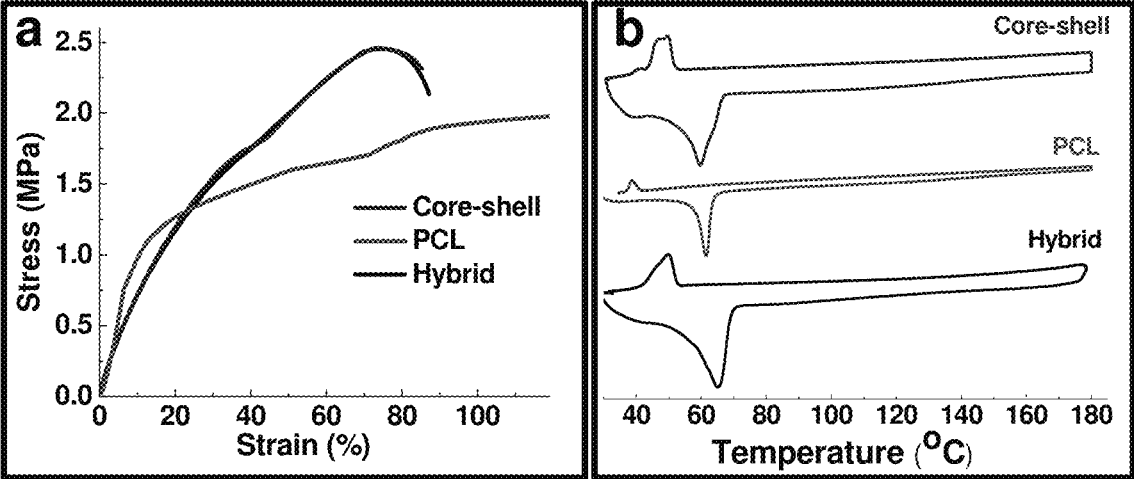 a
2.5
2.0
1.5
1.0
0.5
0.0
Stress (MPa)
Core-shell
PCL
Hybrid
0 20 40 60 80 100
Strain (%)
b
Core-shell
PCL
Hybrid
40 60 80 100 120 140 160 180
Temperature (°C)